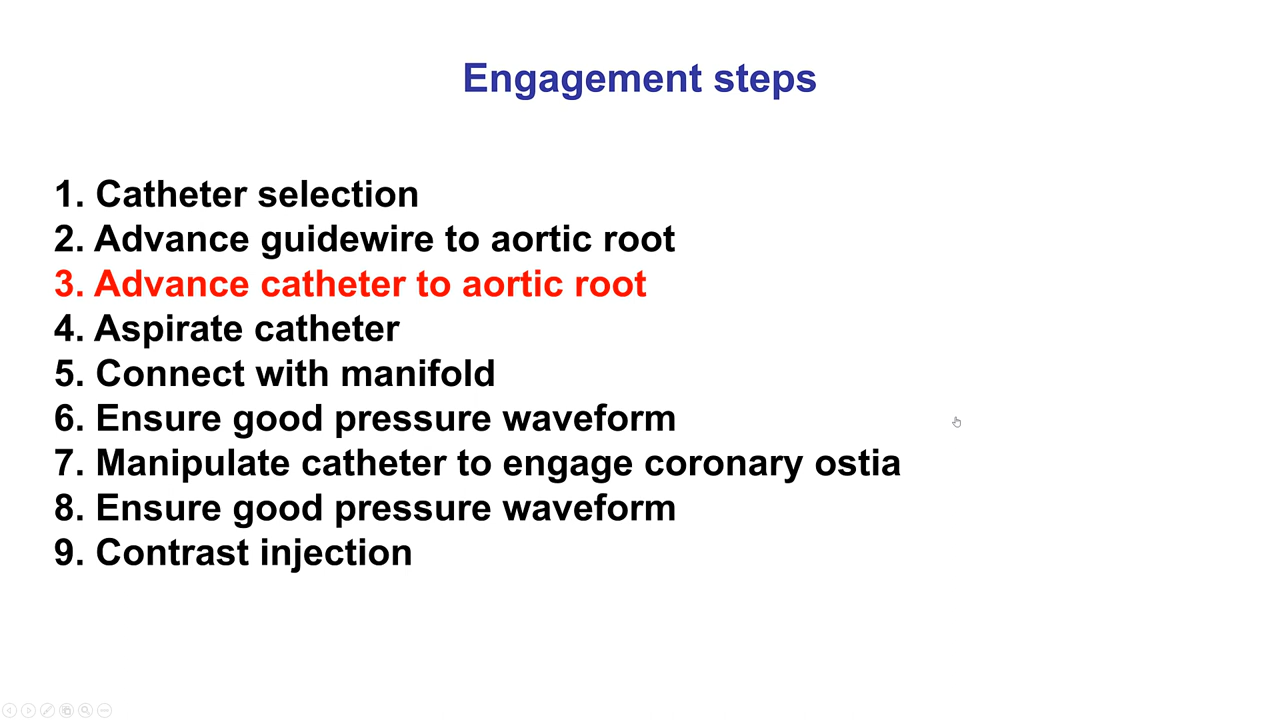 Engagement steps
1. Catheter selection
2. Advance guidewire to aortic root
3. Advance catheter to aortic root
4. Aspirate catheter
5. Connect with manifold
6. Ensure good pressure waveform
7. Manipulate catheter to engage coronary ostia
8. Ensure good pressure waveform
9. Contrast injection